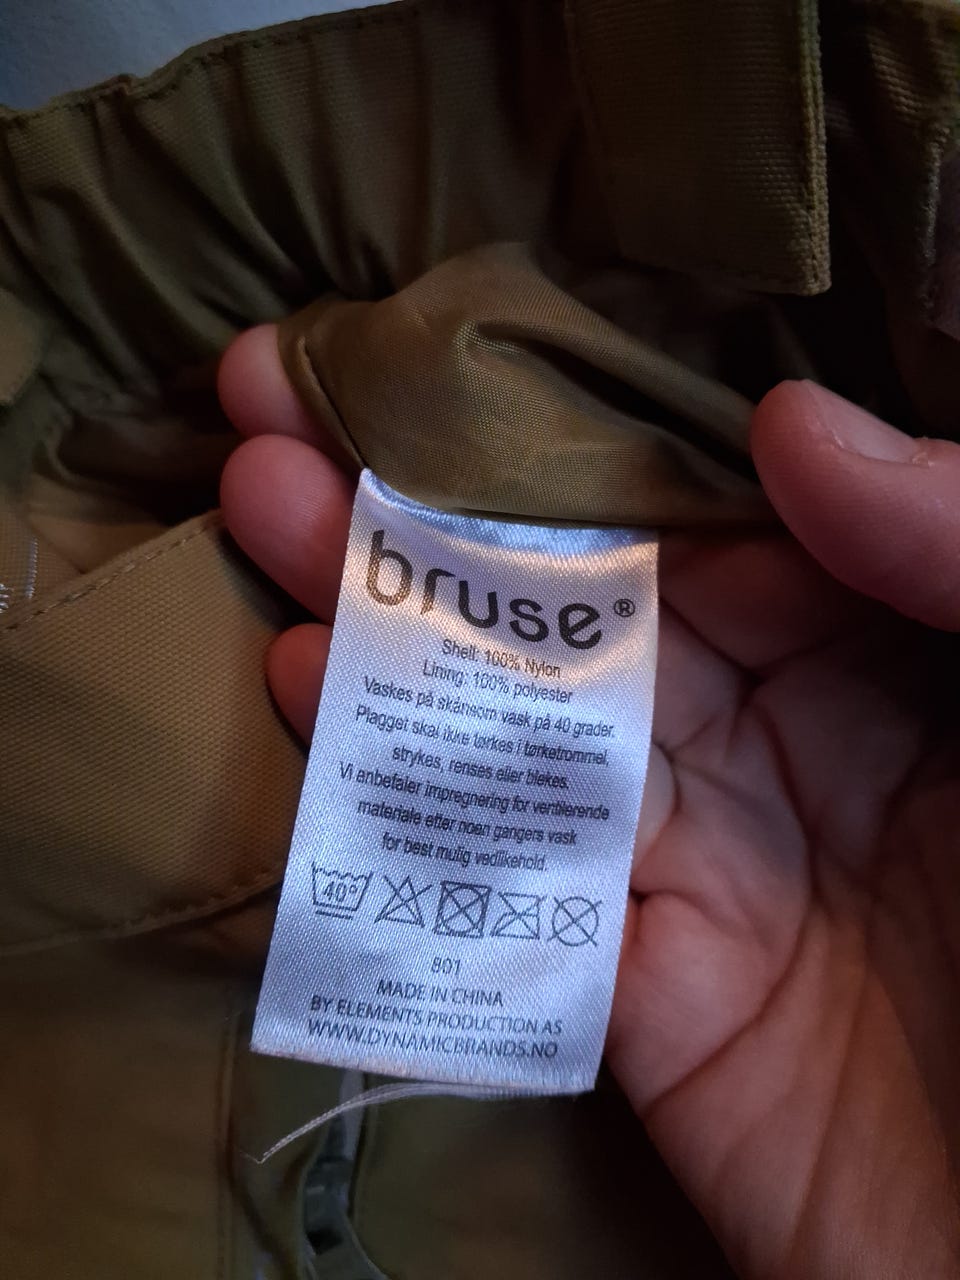 bruse®
Shell: 100% Nylon
Lining: 100% polyester
Vaskes på skånsom vask på 40 grader.
Plagget skal ikke tørkes i tørketrommel,
strykes, renses eller blekes.
Vi anbefaler impregnering for ventilerende
materiale etter noen gangers vask
for best mulig vedlikehold.
40°
801
MADE IN CHINA
BY ELEMENTS PRODUCTION AS
WWW.DYNAMICBRANDS.NO